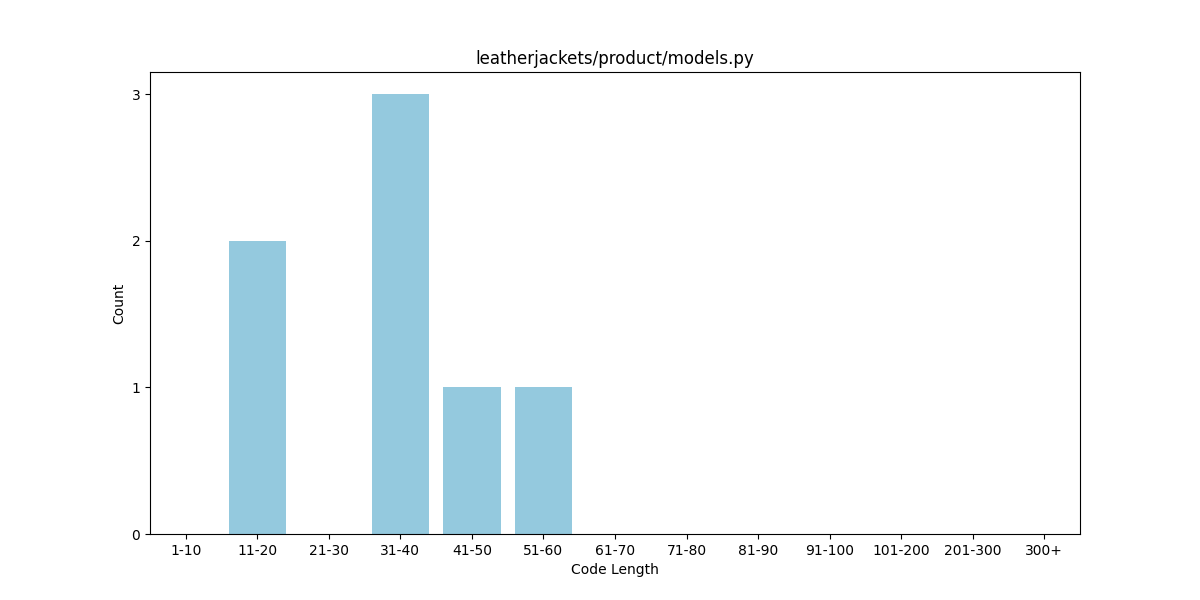 leatherjackets/product/models.py
3
2
1
0
Count
1-10 11-20 21-30 31-40 41-50 51-60 61-70 71-80 81-90 91-100 101-200 201-300 300+
Code Length